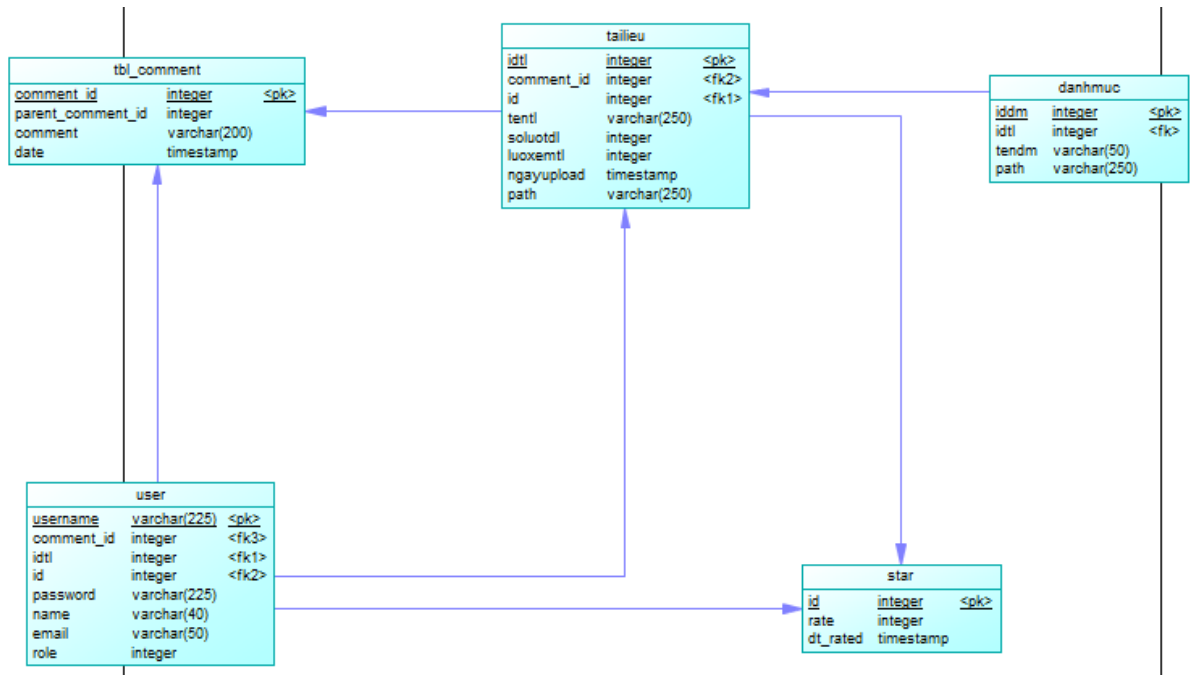 tbl_comment
comment_id integer <pk>
parent_comment_id integer
comment varchar(200)
date timestamp
tailieu
idtl integer <pk>
comment_id integer <fk2>
id integer <fk1>
tentl varchar(250)
soluotdl integer
luoxemtl integer
ngayupload timestamp
path varchar(250)
danhmuc
iddm integer <pk>
idtl integer <fk>
tendm varchar(50)
path varchar(250)
user
username varchar(225) <pk>
comment_id integer <fk3>
idtl integer <fk1>
id integer <fk2>
password varchar(225)
name varchar(40)
email varchar(50)
role integer
star
id integer <pk>
rate integer
dt_rated timestamp